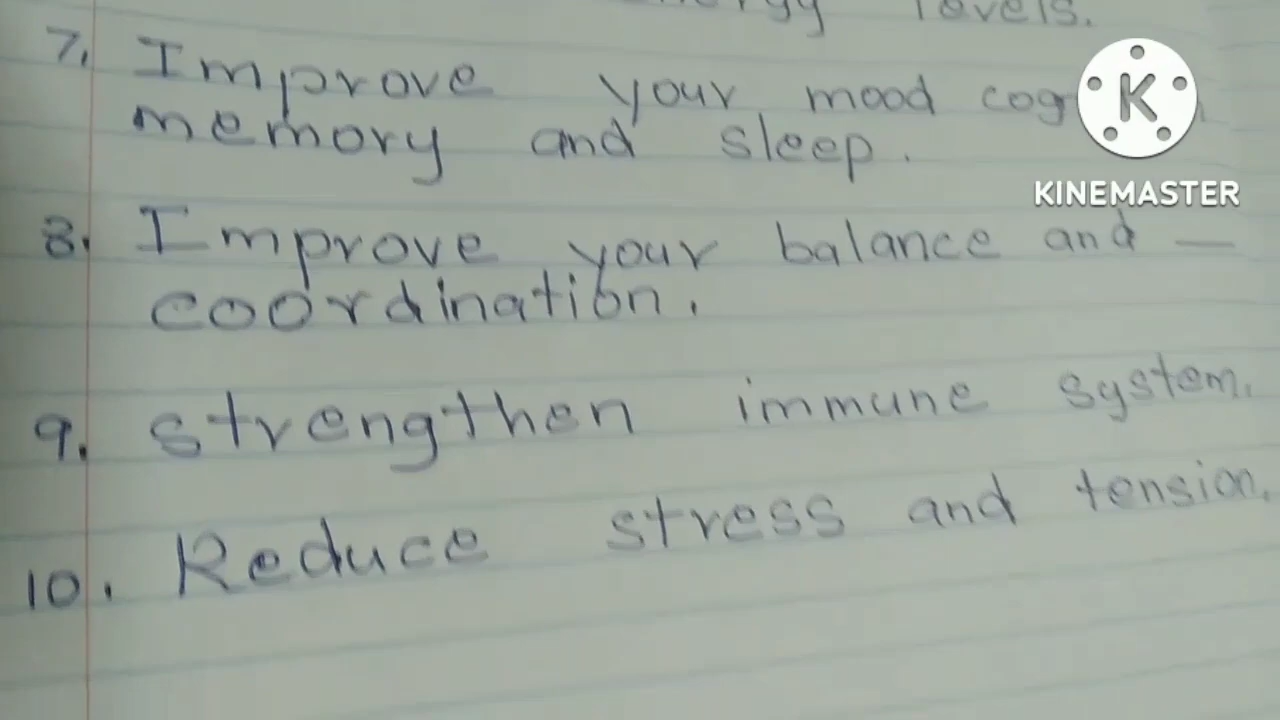 levels.
7. Improve your mood
memory and sleep.
8. Improve your balance and —
coordination.
9. Strengthen immune system.
10. Reduce stress and tension.
K
KINEMASTER